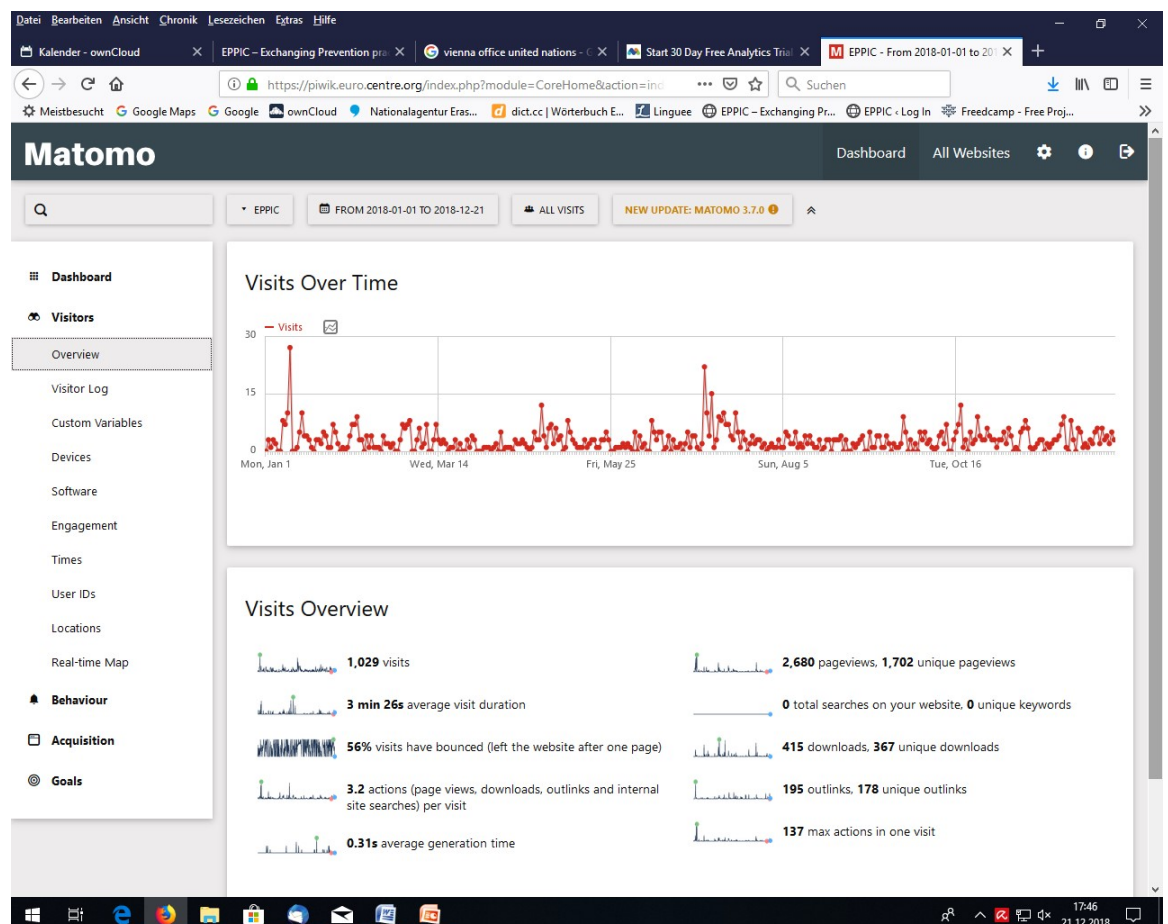 Datei Bearbeiten Ansicht Chronik Lesezeichen Extras Hilfe
Kalender - ownCloud
EPPIC – Exchanging Prevention pra
vienna office united nations - G
Start 30 Day Free Analytics Trial
EPPIC - From 2018-01-01 to 201
https://piwik.euro.centre.org/index.php?module=CoreHome&action=ind
Suchen
Meistbesucht Google Maps Google ownCloud Nationalagentur Eras... dict.cc | Wörterbuch E... Linguee EPPIC – Exchanging Pr... EPPIC ‹ Log In Freedcamp - Free Proj...
Matomo
Dashboard All Websites
EPPIC FROM 2018-01-01 TO 2018-12-21 ALL VISITS NEW UPDATE: MATOMO 3.7.0
Dashboard
Visitors
Overview
Visitor Log
Custom Variables
Devices
Software
Engagement
Times
User IDs
Locations
Real-time Map
Behaviour
Acquisition
Goals
Visits Over Time
Visits
30
15
0
Mon, Jan 1 Wed, Mar 14 Fri, May 25 Sun, Aug 5 Tue, Oct 16
Visits Overview
1,029 visits
3 min 26s average visit duration
56% visits have bounced (left the website after one page)
3.2 actions (page views, downloads, outlinks and internal
site searches) per visit
0.31s average generation time
2,680 pageviews, 1,702 unique pageviews
0 total searches on your website, 0 unique keywords
415 downloads, 367 unique downloads
195 outlinks, 178 unique outlinks
137 max actions in one visit
17:46
21.12.2018